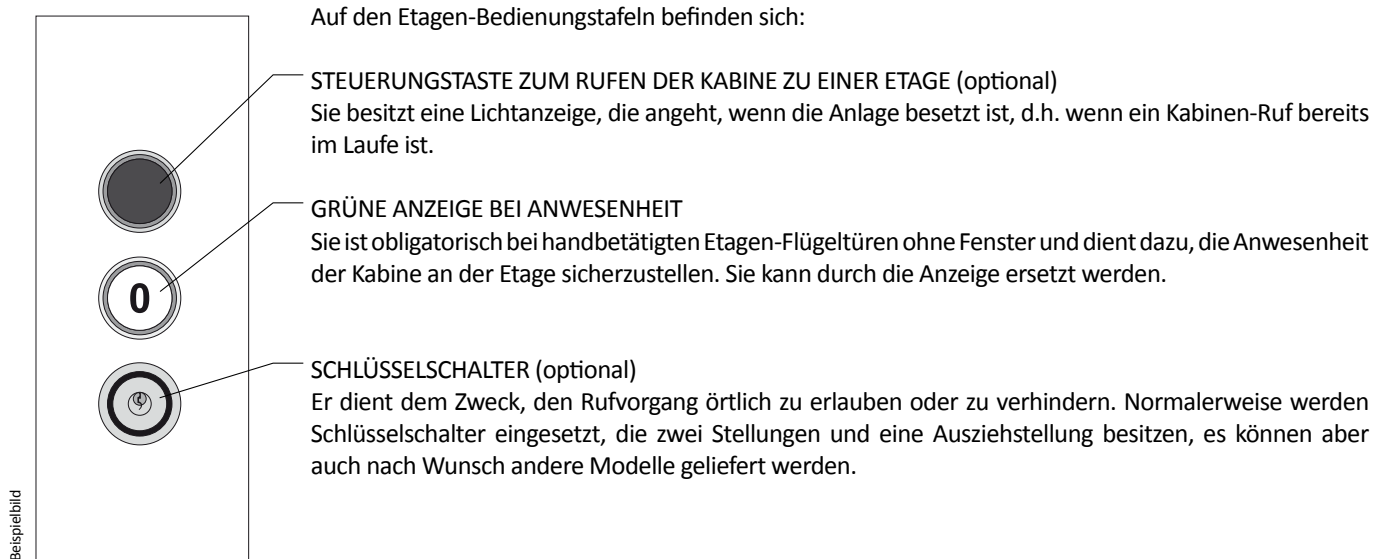 Auf den Etagen-Bedienungstafeln befinden sich:
STEUERUNGSTASTE ZUM RUFEN DER KABINE ZU EINER ETAGE (optional)
Sie besitzt eine Lichtanzeige, die angeht, wenn die Anlage besetzt ist, d.h. wenn ein Kabinen-Ruf bereits
im Laufe ist.
GRÜNE ANZEIGE BEI ANWESENHEIT
Sie ist obligatorisch bei handbetätigten Etagen-Flügeltüren ohne Fenster und dient dazu, die Anwesenheit
der Kabine an der Etage sicherzustellen. Sie kann durch die Anzeige ersetzt werden.
0
SCHLÜSSELSCHALTER (optional)
Er dient dem Zweck, den Rufvorgang örtlich zu erlauben oder zu verhindern. Normalerweise werden
Schlüsselschalter eingesetzt, die zwei Stellungen und eine Ausziehstellung besitzen, es können aber
auch nach Wunsch andere Modelle geliefert werden.
Beispielbild